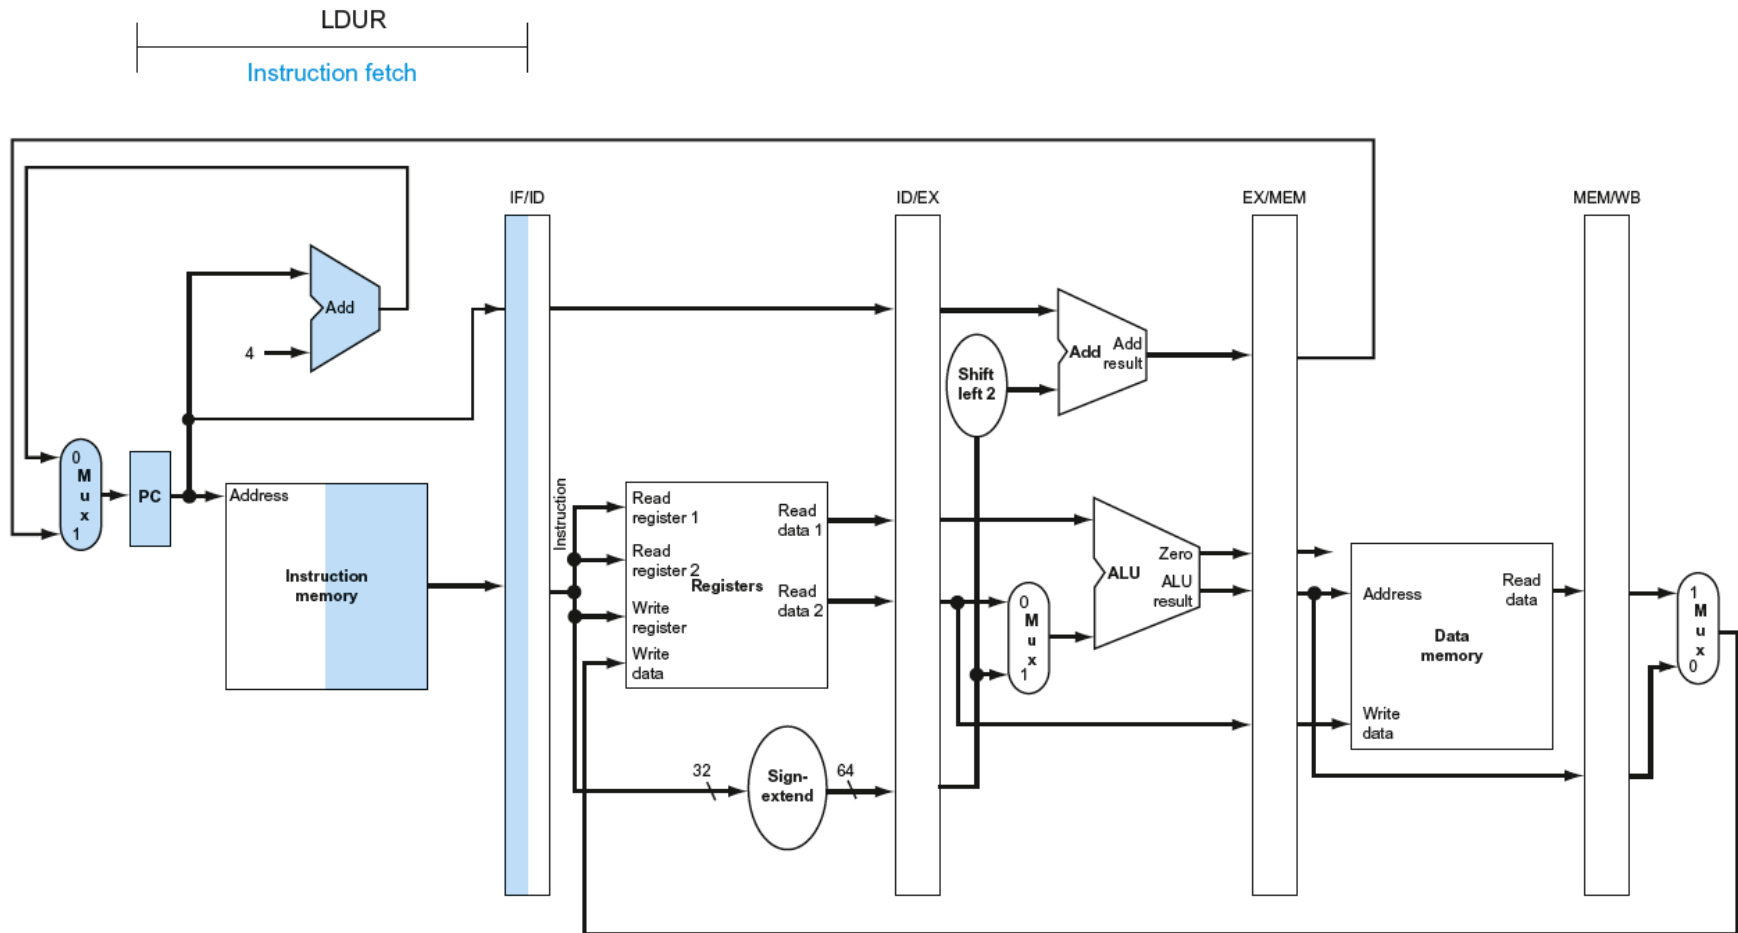 LDUR
Instruction fetch
IF/ID
ID/EX
EX/MEM
MEM/WB
Add
4
Shift
left 2
Add
Add
result
0
M
u
x
1
PC
Address
Instruction
memory
Instruction
Read
register 1
Read
register 2
Write
register
Write
data
Registers
Read
data 1
Read
data 2
32
Sign-
extend
64
0
M
u
x
1
ALU
Zero
ALU
result
Address
Read
data
Data
memory
Write
data
1
M
u
x
0